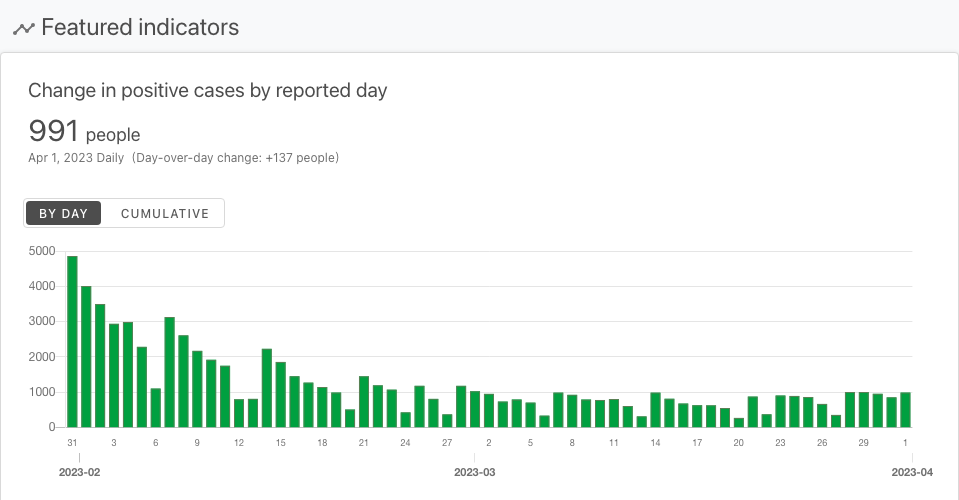 Featured indicators
Change in positive cases by reported day
991 people
Apr 1, 2023 Daily (Day-over-day change: +137 people)
BY DAY CUMULATIVE
5000
4000
3000
2000
1000
0
31 3 6 9 12 15 18 21 24 27 2 5 8 11 14 17 20 23 26 29 1
2023-02 2023-03 2023-04